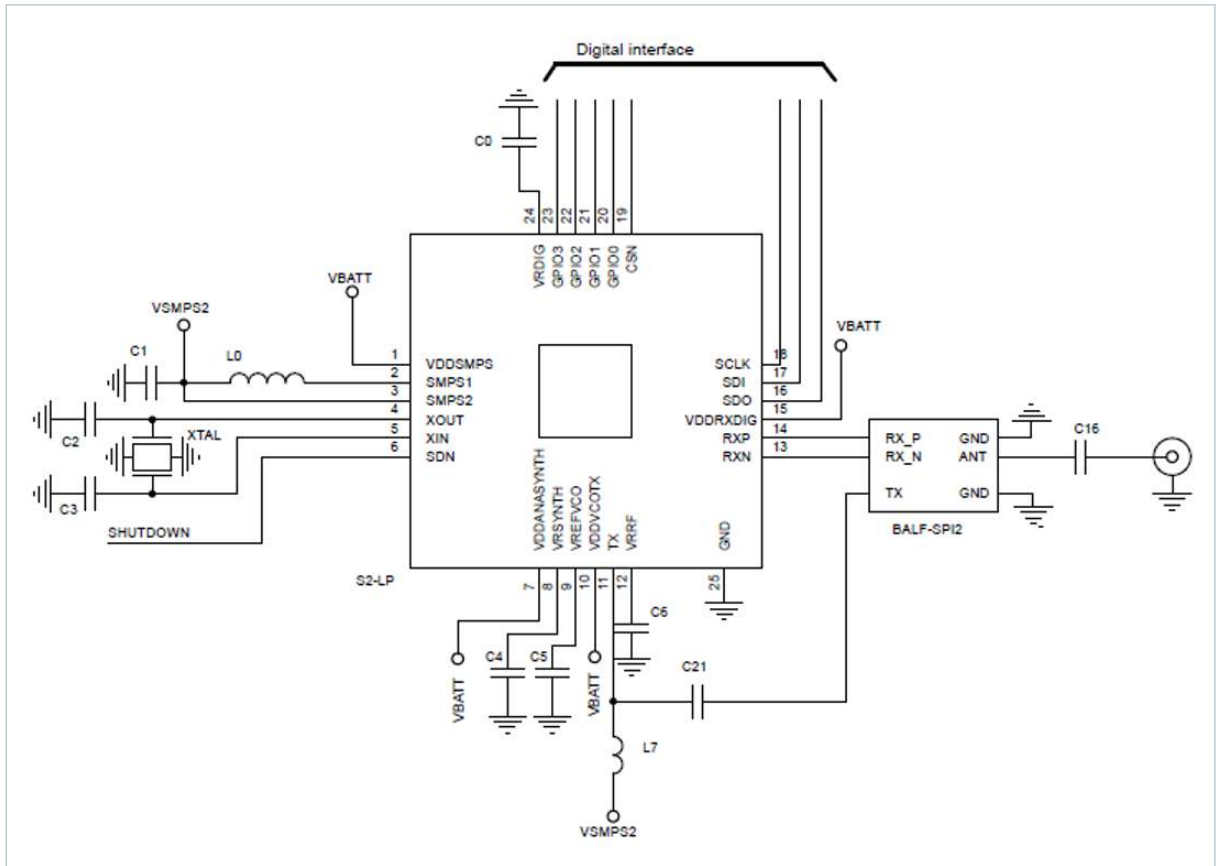 Digital interface
C0
24
23
22
21
20
19
VRDIG
GPIO3
GPIO2
GPIO1
GPIO0
CSN
VBATT
VSMPS2
C1
L0
1
2
3
4
5
6
VDDSMPS
SMPS1
SMPS2
XOUT
XIN
SDN
C2
XTAL
C3
SHUTDOWN
S2-LP
VBATT
SCLK
SDI
SDO
VDDRXDIG
RXP
RXN
18
17
16
15
14
13
RX_P
RX_N
TX
GND
ANT
GND
BALF-SPI2
C16
VDDANASYNTH
VRSYNTH
VREFVCO
VDDVCOTX
TX
VRRF
GND
7
8
9
10
11
12
25
VBATT
C4
C5
VBATT
C6
C21
L7
VSMPS2